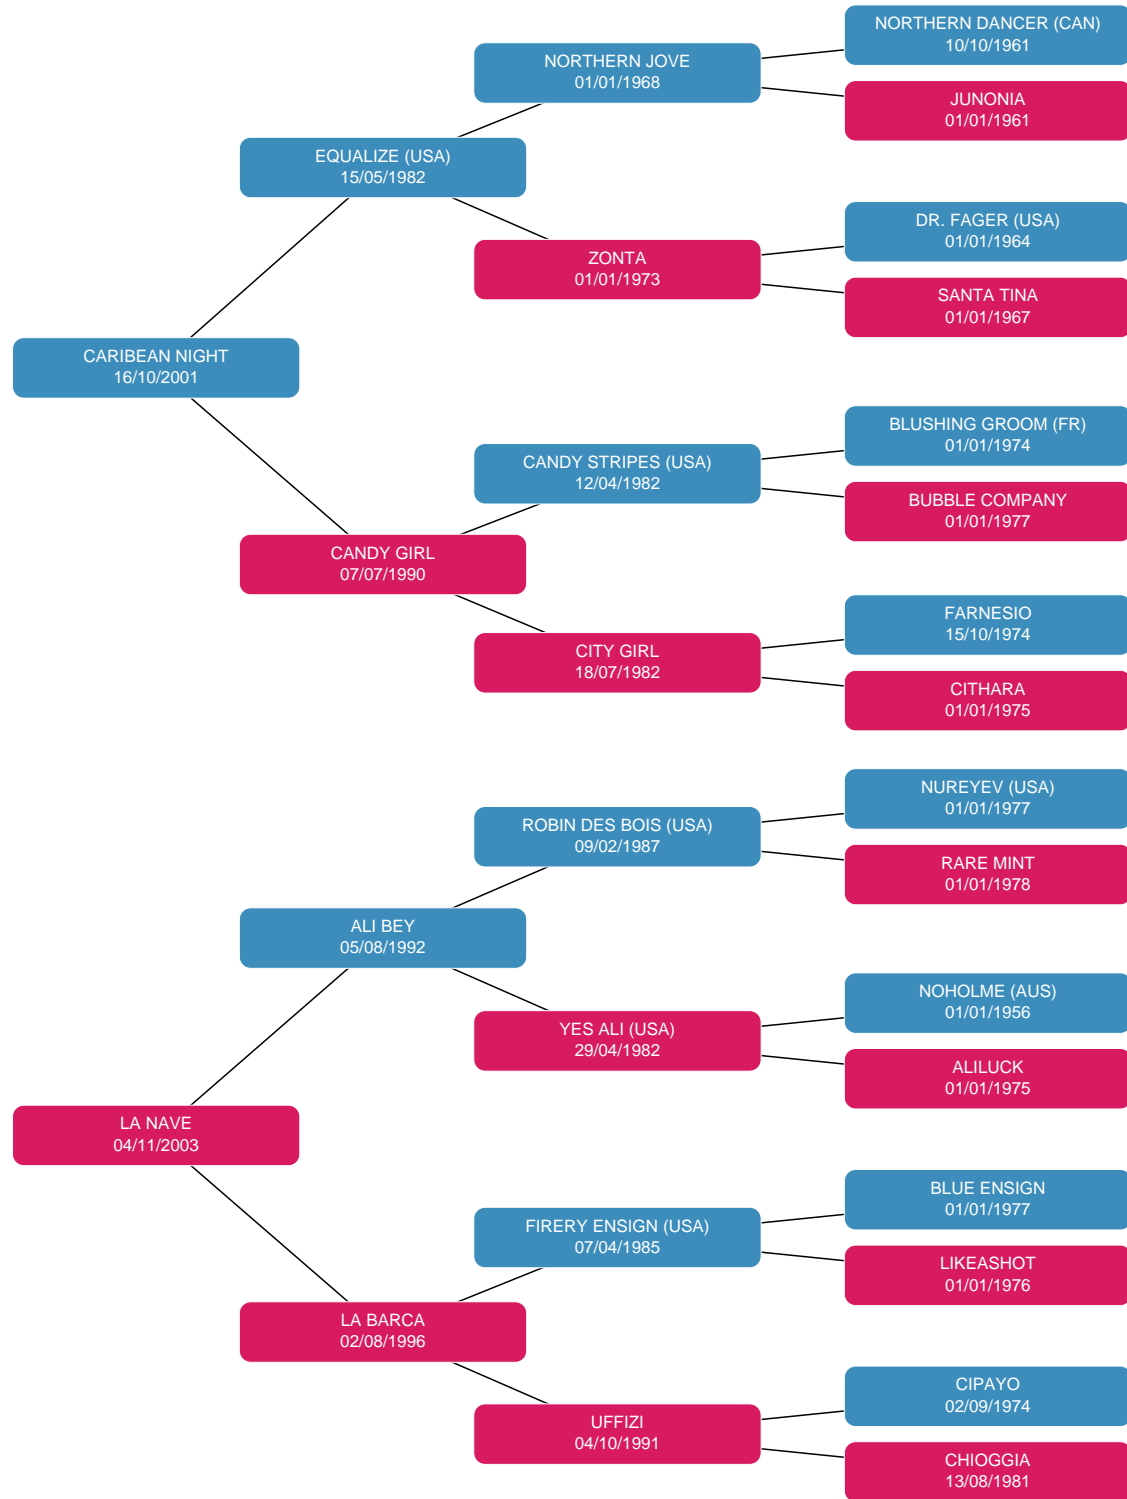 NORTHERN DANCER (CAN)
10/10/1961
NORTHERN JOVE
01/01/1968
JUNONIA
01/01/1961
EQUALIZE (USA)
15/05/1982
DR. FAGER (USA)
01/01/1964
ZONTA
01/01/1973
SANTA TINA
01/01/1967
CARIBEAN NIGHT
16/10/2001
BLUSHING GROOM (FR)
01/01/1974
CANDY STRIPES (USA)
12/04/1982
BUBBLE COMPANY
01/01/1977
CANDY GIRL
07/07/1990
FARNESIO
15/10/1974
CITY GIRL
18/07/1982
CITHARA
01/01/1975
NUREYEV (USA)
01/01/1977
ROBIN DES BOIS (USA)
09/02/1987
RARE MINT
01/01/1978
ALI BEY
05/08/1992
NOHOLME (AUS)
01/01/1956
YES ALI (USA)
29/04/1982
ALILUCK
01/01/1975
LA NAVE
04/11/2003
BLUE ENSIGN
01/01/1977
FIRERY ENSIGN (USA)
07/04/1985
LIKEASHOT
01/01/1976
LA BARCA
02/08/1996
CIPAYO
02/09/1974
UFFIZI
04/10/1991
CHIOGGIA
13/08/1981